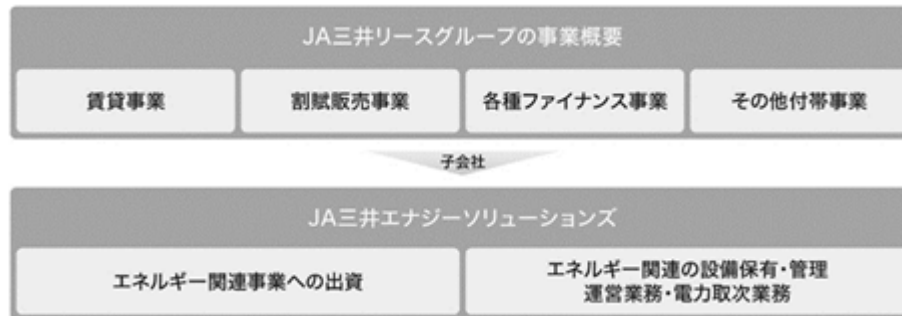 JA三井リースグループの事業概要
賃貸事業
割賦販売事業
各種ファイナンス事業
その他付帯事業
子会社
JA三井エナジーソリューションズ
エネルギー関連事業への出資
エネルギー関連の設備保有・管理
運営業務・電力取次業務